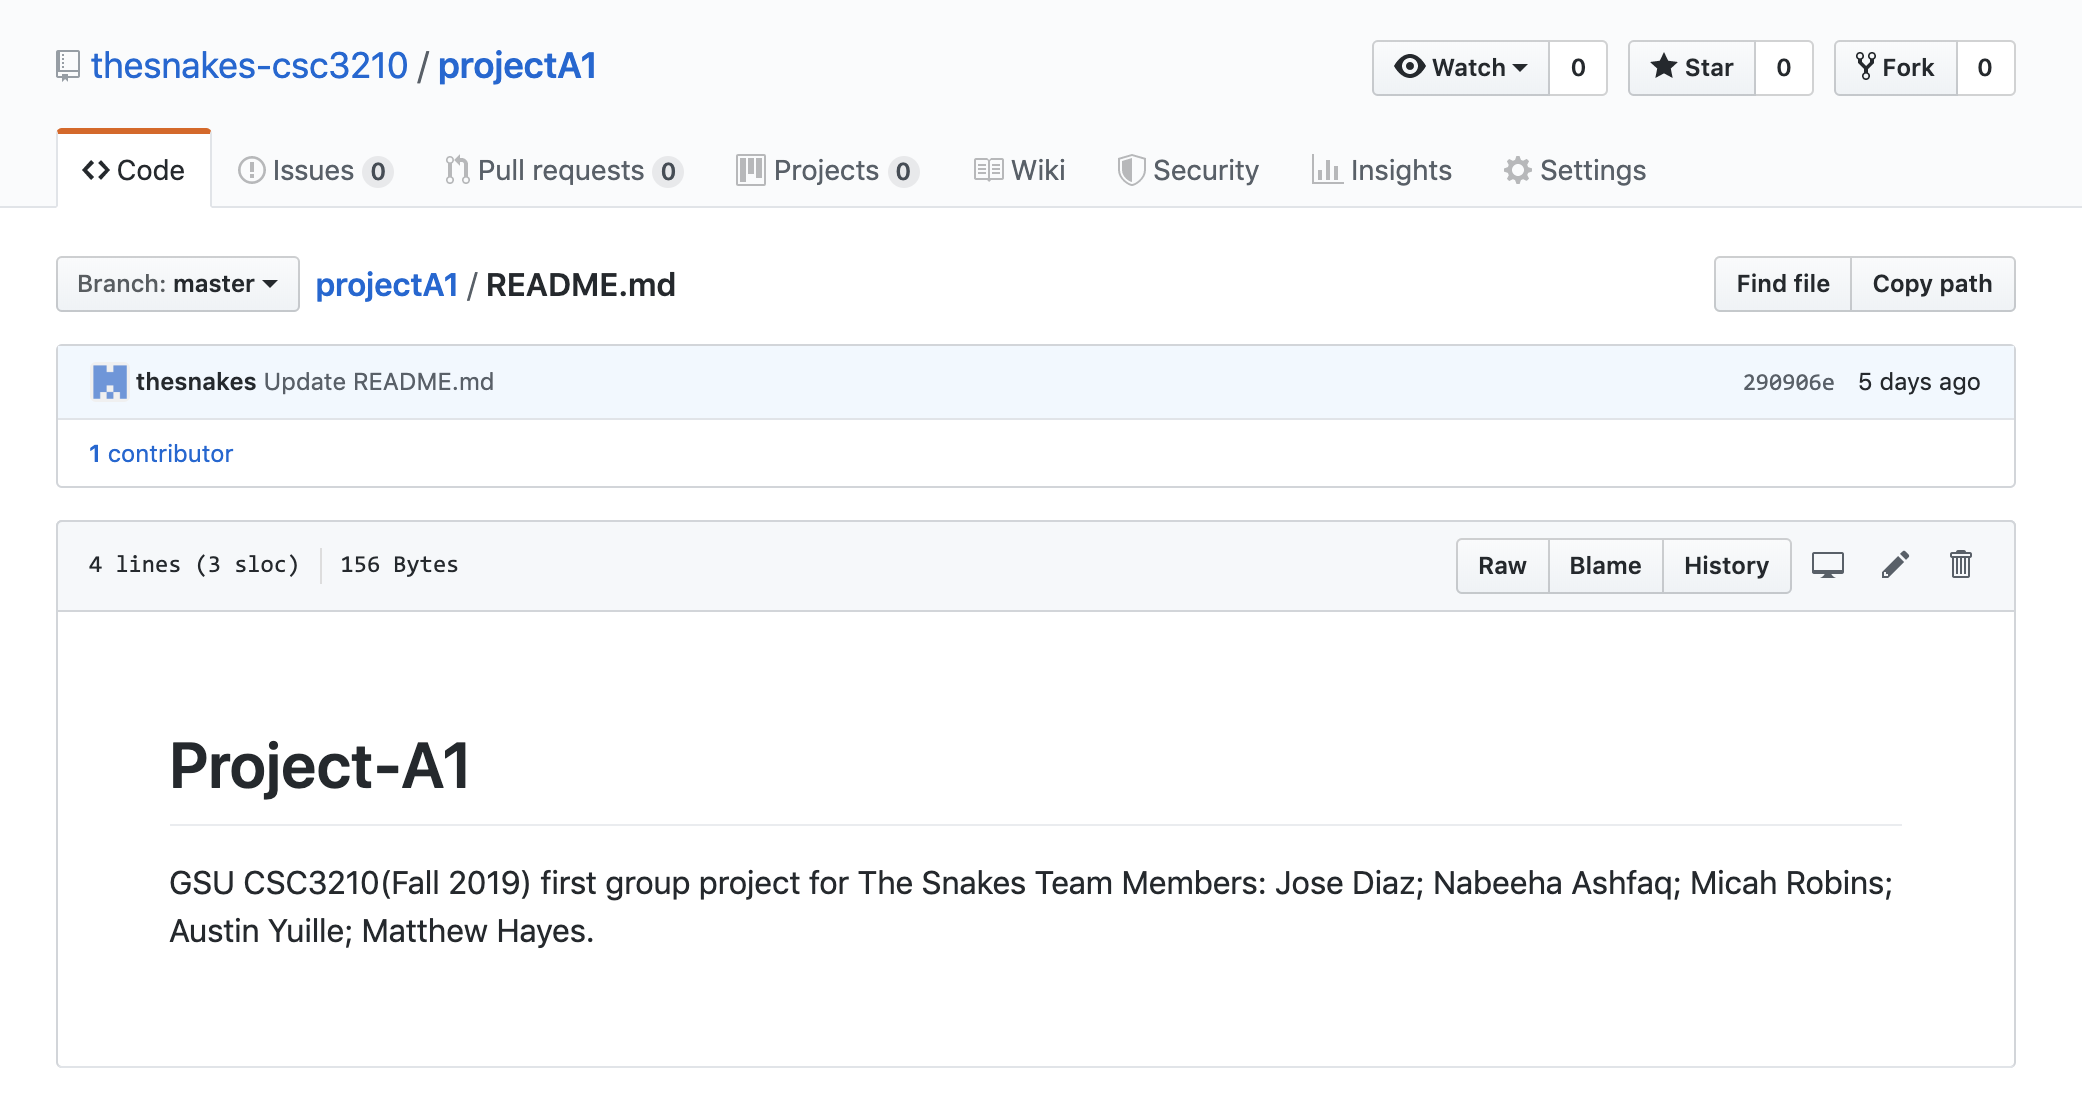 thesnakes-csc3210 / projectA1
Watch 0 Star 0 Fork 0
Code Issues 0 Pull requests 0 Projects 0 Wiki Security Insights Settings
Branch: master projectA1 / README.md Find file Copy path
thesnakes Update README.md 290906e 5 days ago
1 contributor
4 lines (3 sloc) 156 Bytes Raw Blame History
Project-A1
GSU CSC3210(Fall 2019) first group project for The Snakes Team Members: Jose Diaz; Nabeeha Ashfaq; Micah Robins;
Austin Yuille; Matthew Hayes.